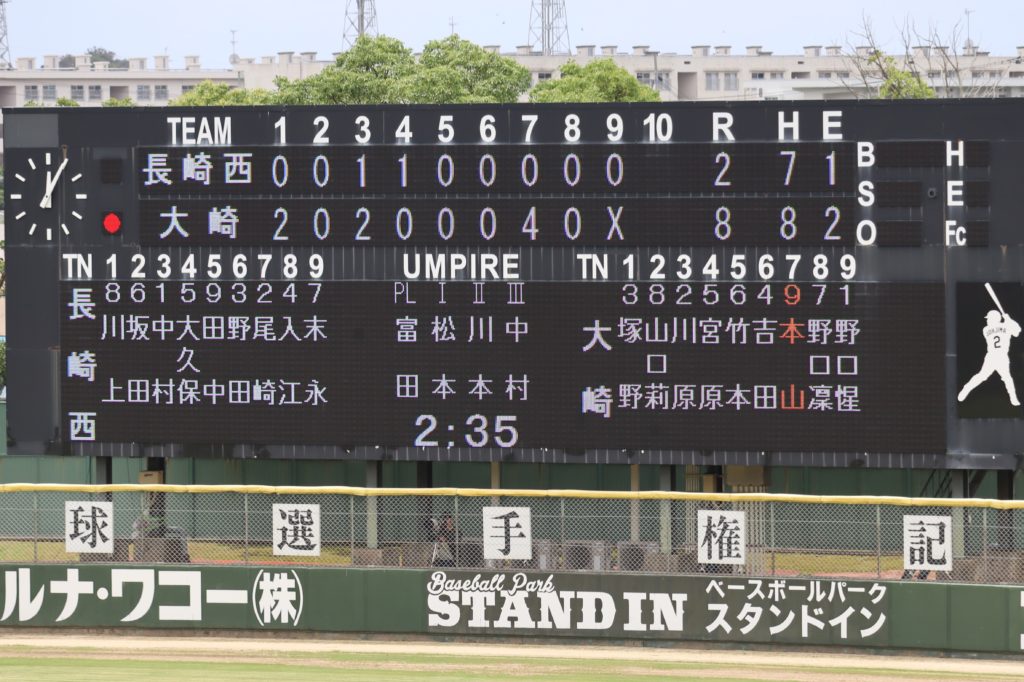 TEAM 1 2 3 4 5 6 7 8 9 10 R H E
長崎西 0 0 1 1 0 0 0 0 0 2 7 1 B H
大崎 2 0 2 0 0 0 4 0 X 8 8 2 S E
O Fc
TN 1 2 3 4 5 6 7 8 9 UMPIRE TN 1 2 3 4 5 6 7 8 9
長崎西 8 6 1 5 9 3 2 4 7 PL Ⅰ Ⅱ Ⅲ 大崎 3 8 2 5 6 4 9 7 1
川上 坂田 中村 大久保 田中 野田 尾崎 入江 末永 富田 松本 川本 中村 塚野 山口莉 川原 宮原 竹本 吉田 本山 野口凜 野口惺
2:35
2
球 選 手 権 記
ルナ・ワコー㈱ Baseball Park STAND IN ベースボールパーク スタンドイン